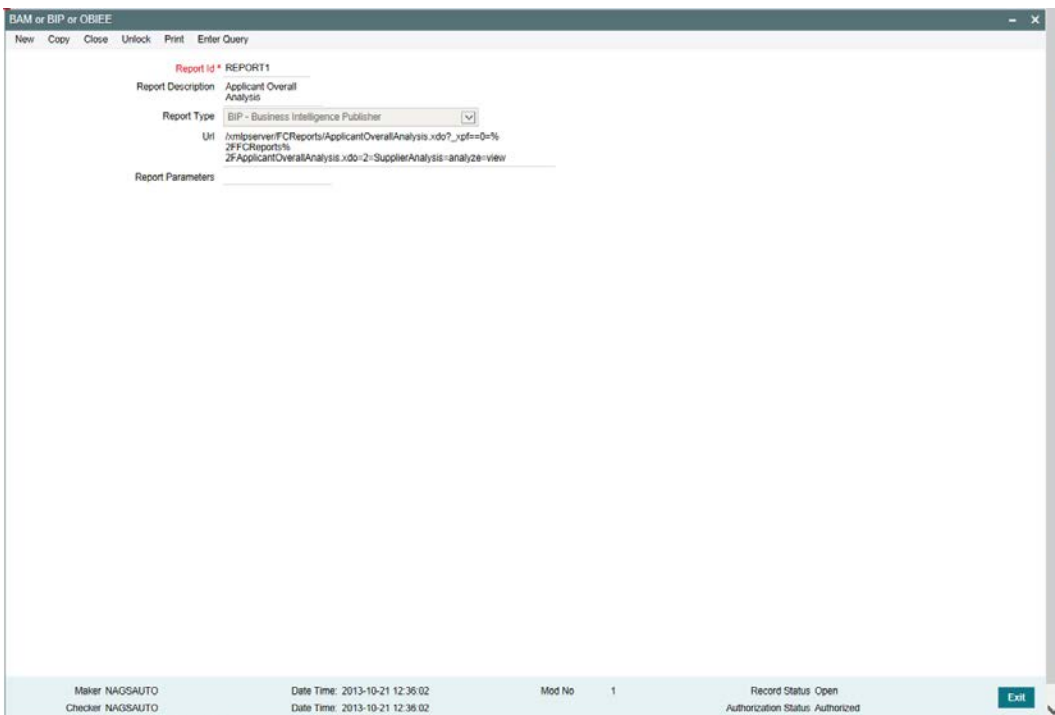 BAM or BIP or OBIEE
New Copy Close Unlock Print Enter Query
Report Id * REPORT1
Report Description Applicant Overall
Analysis
Report Type BIP - Business Intelligence Publisher
Url /xmlpserver/FCReports/ApplicantOverallAnalysis.xdo?_xpf==0=%
2FFCReports%
2FApplicantOverallAnalysis.xdo=2=SupplierAnalysis=analyze=view
Report Parameters
Maker NAGSAUTO Date Time: 2013-10-21 12:36:02 Mod No 1 Record Status Open
Exit
Checker NAGSAUTO Date Time: 2013-10-21 12:36:02 Authorization Status Authorized